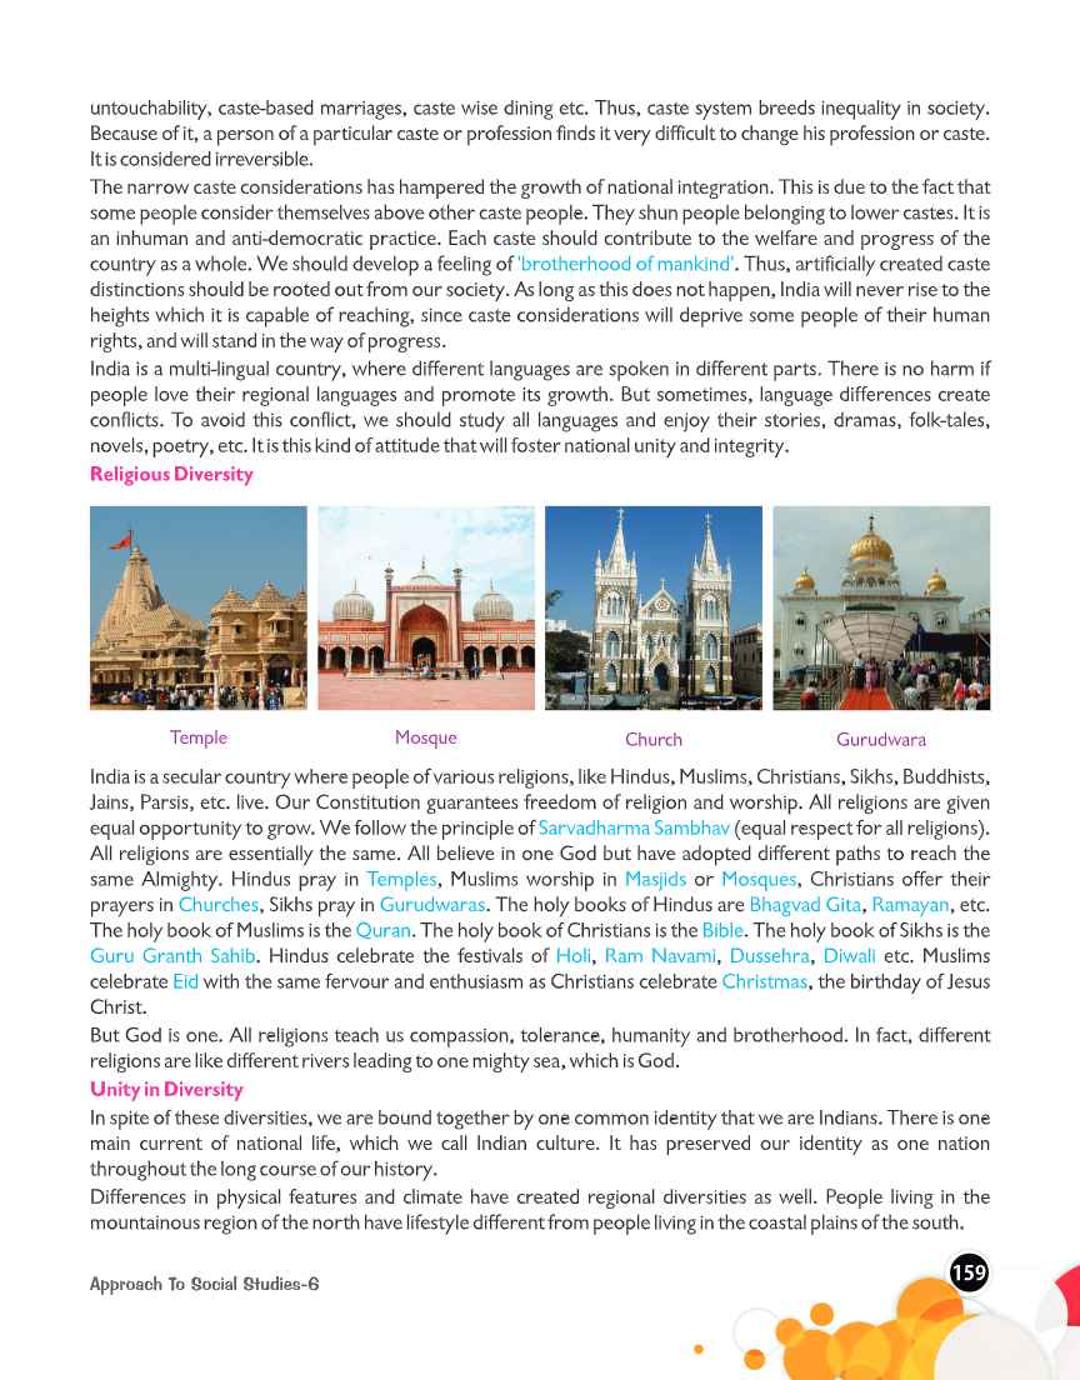 untouchability, caste-based marriages, caste wise dining etc. Thus, caste system breeds inequality in society.
Because of it, a person of a particular caste or profession finds it very difficult to change his profession or caste.
It is considered irreversible.
The narrow caste considerations has hampered the growth of national integration. This is due to the fact that
some people consider themselves above other caste people. They shun people belonging to lower castes. It is
an inhuman and anti-democratic practice. Each caste should contribute to the welfare and progress of the
country as a whole. We should develop a feeling of 'brotherhood of mankind'. Thus, artificially created caste
distinctions should be rooted out from our society. As long as this does not happen, India will never rise to the
heights which it is capable of reaching, since caste considerations will deprive some people of their human
rights, and will stand in the way of progress.
India is a multi-lingual country, where different languages are spoken in different parts. There is no harm if
people love their regional languages and promote its growth. But sometimes, language differences create
conflicts. To avoid this conflict, we should study all languages and enjoy their stories, dramas, folk-tales,
novels, poetry, etc. It is this kind of attitude that will foster national unity and integrity.
Religious Diversity
Temple
Mosque
Church
Gurudwara
India is a secular country where people of various religions, like Hindus, Muslims, Christians, Sikhs, Buddhists,
Jains, Parsis, etc. live. Our Constitution guarantees freedom of religion and worship. All religions are given
equal opportunity to grow. We follow the principle of Sarvadharma Sambhav (equal respect for all religions).
All religions are essentially the same. All believe in one God but have adopted different paths to reach the
same Almighty. Hindus pray in Temples, Muslims worship in Masjids or Mosques, Christians offer their
prayers in Churches, Sikhs pray in Gurudwaras. The holy books of Hindus are Bhagvad Gita, Ramayan, etc.
The holy book of Muslims is the Quran. The holy book of Christians is the Bible. The holy book of Sikhs is the
Guru Granth Sahib. Hindus celebrate the festivals of Holi, Ram Navami, Dussehra, Diwali etc. Muslims
celebrate Eid with the same fervour and enthusiasm as Christians celebrate Christmas, the birthday of Jesus
Christ.
But God is one. All religions teach us compassion, tolerance, humanity and brotherhood. In fact, different
religions are like different rivers leading to one mighty sea, which is God.
Unity in Diversity
In spite of these diversities, we are bound together by one common identity that we are Indians. There is one
main current of national life, which we call Indian culture. It has preserved our identity as one nation
throughout the long course of our history.
Differences in physical features and climate have created regional diversities as well. People living in the
mountainous region of the north have lifestyle different from people living in the coastal plains of the south.
Approach To Social Studies-6
159